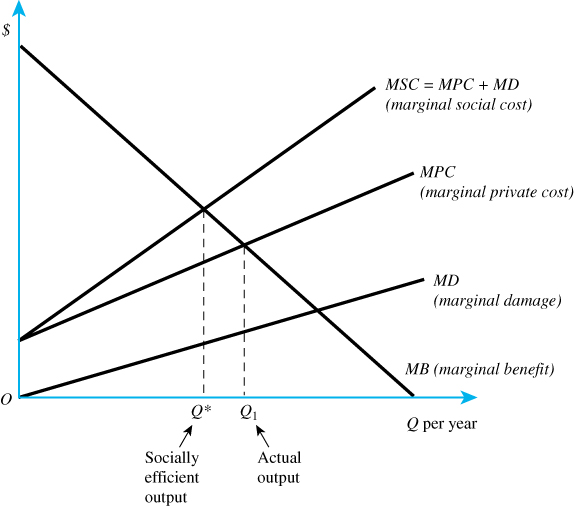 $
MSC = MPC + MD
(marginal social cost)
MPC
(marginal private cost)
MD
(marginal damage)
MB (marginal benefit)
O
Q*
Q1
Q per year
Socially
efficient
output
Actual
output